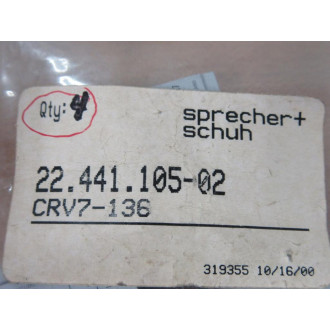 Qty: 4
sprecher+
schuh
22.441.105-02
CRV7-136
319355 10/16/00